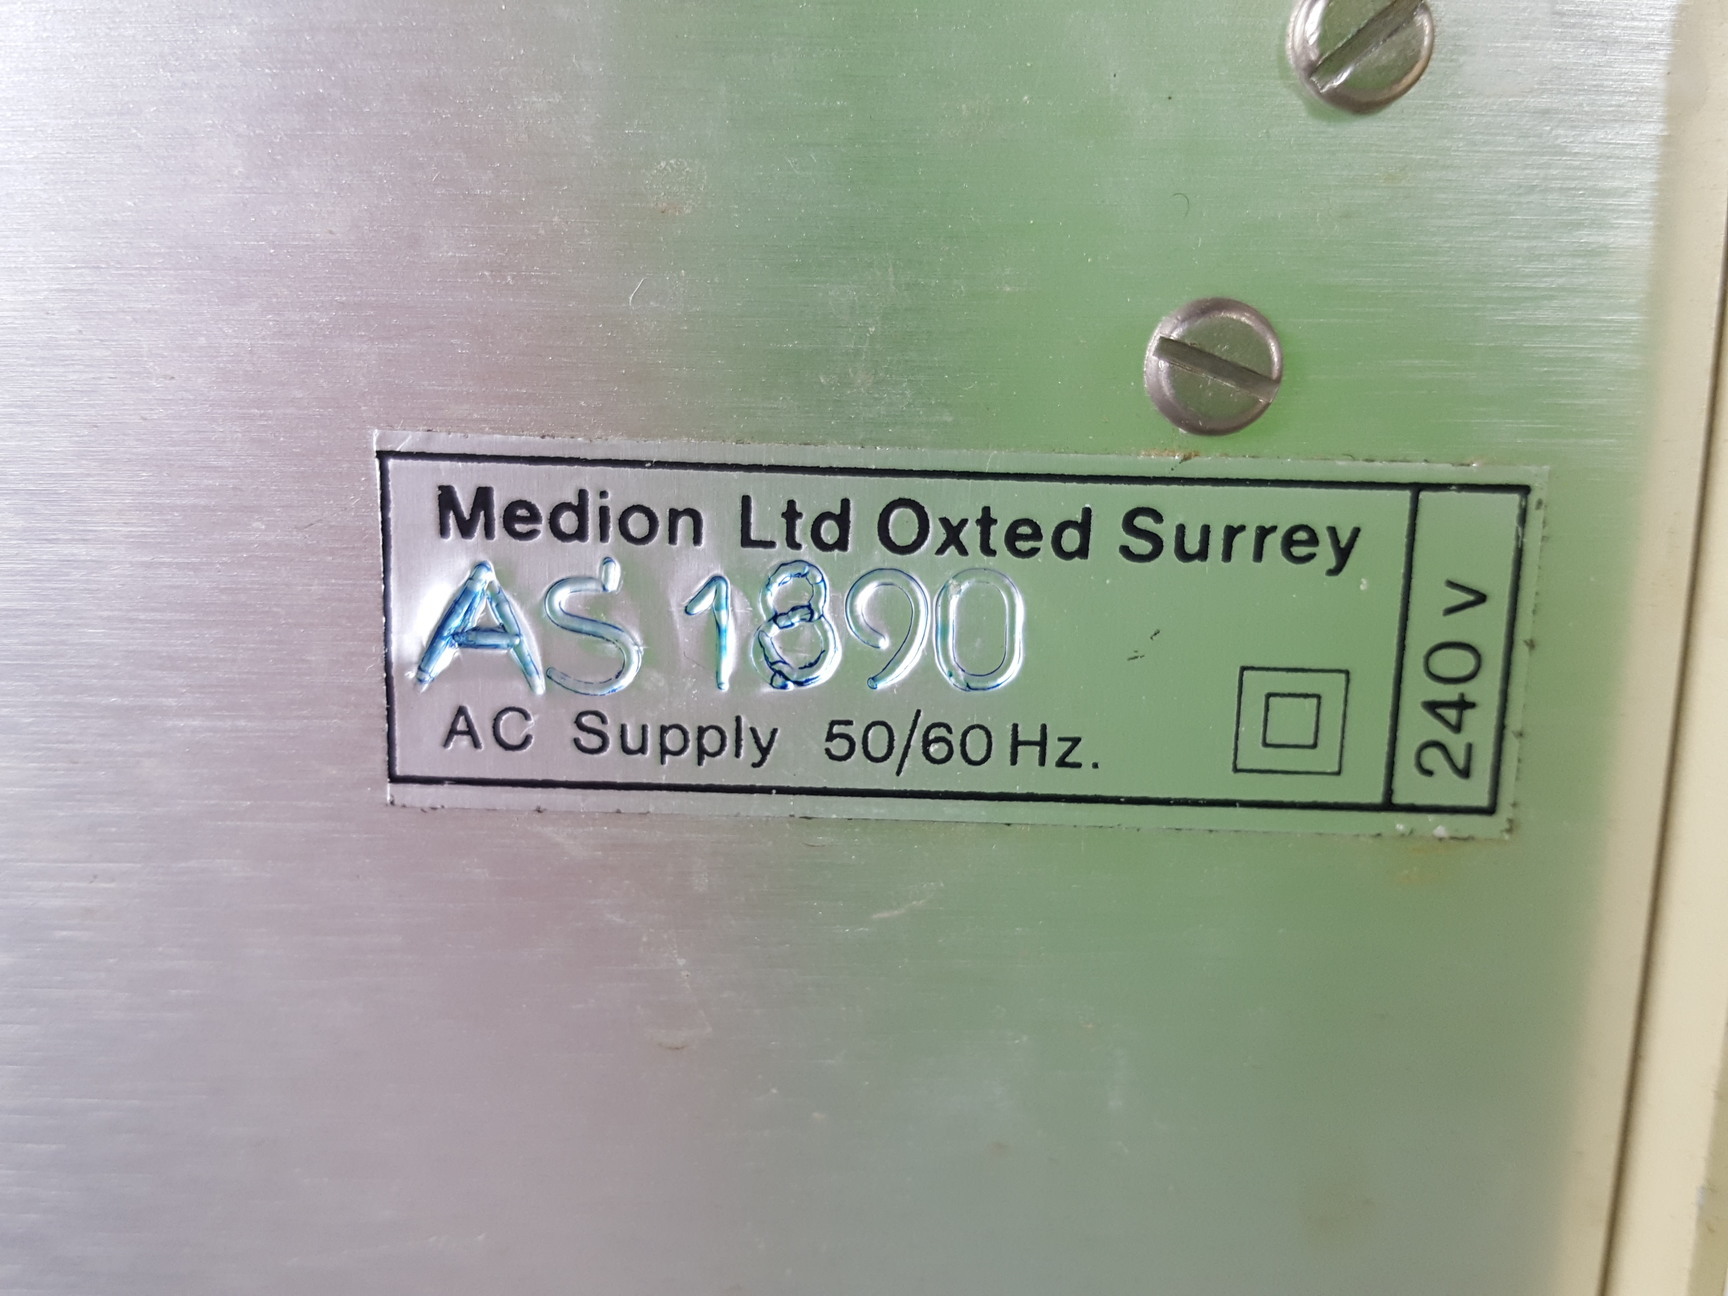 Medion Ltd Oxted Surrey
AS 1890
AC Supply 50/60 Hz.
240 V